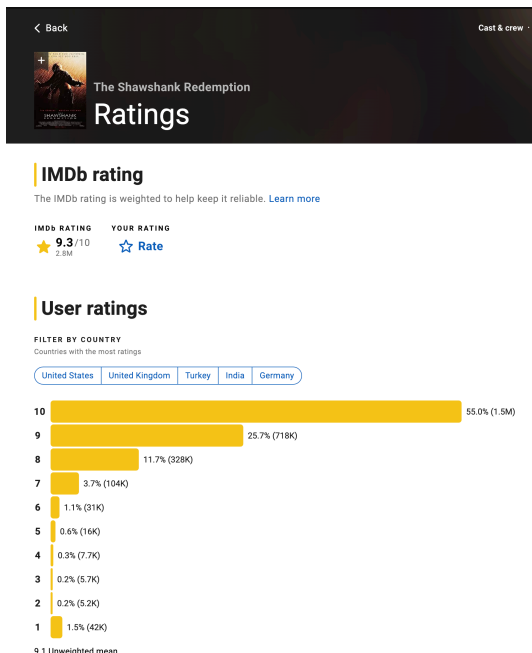 Back
Cast & crew ·
+
The Shawshank Redemption
Ratings
IMDb rating
The IMDb rating is weighted to help keep it reliable. Learn more
IMDb RATING YOUR RATING
9.3/10
2.8M
Rate
User ratings
FILTER BY COUNTRY
Countries with the most ratings
United States United Kingdom Turkey India Germany
10 55.0% (1.5M)
9 25.7% (718K)
8 11.7% (328K)
7 3.7% (104K)
6 1.1% (31K)
5 0.6% (16K)
4 0.3% (7.7K)
3 0.2% (5.7K)
2 0.2% (5.2K)
1 1.5% (42K)
9.1 Unweighted mean